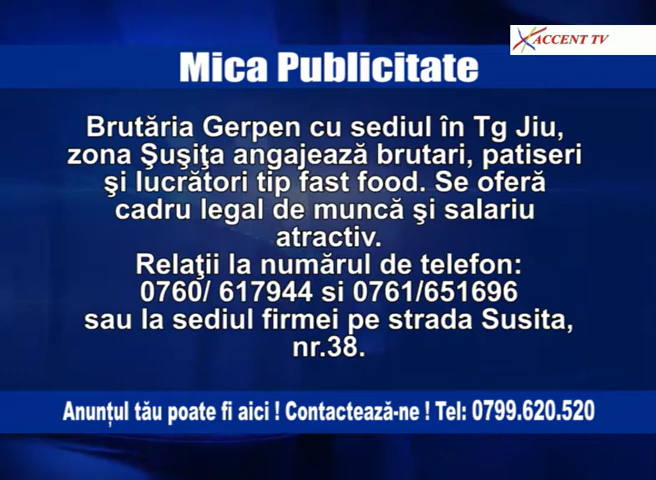 ACCENT TV
Mica Publicitate
Brutăria Gerpen cu sediul în Tg Jiu,
zona Şuşiţa angajează brutari, patiseri
şi lucrători tip fast food. Se oferă
cadru legal de muncă şi salariu
atractiv.
Relaţii la numărul de telefon:
0760/ 617944 si 0761/651696
sau la sediul firmei pe strada Susita,
nr.38.
Anunțul tău poate fi aici ! Contactează-ne ! Tel: 0799.620.520